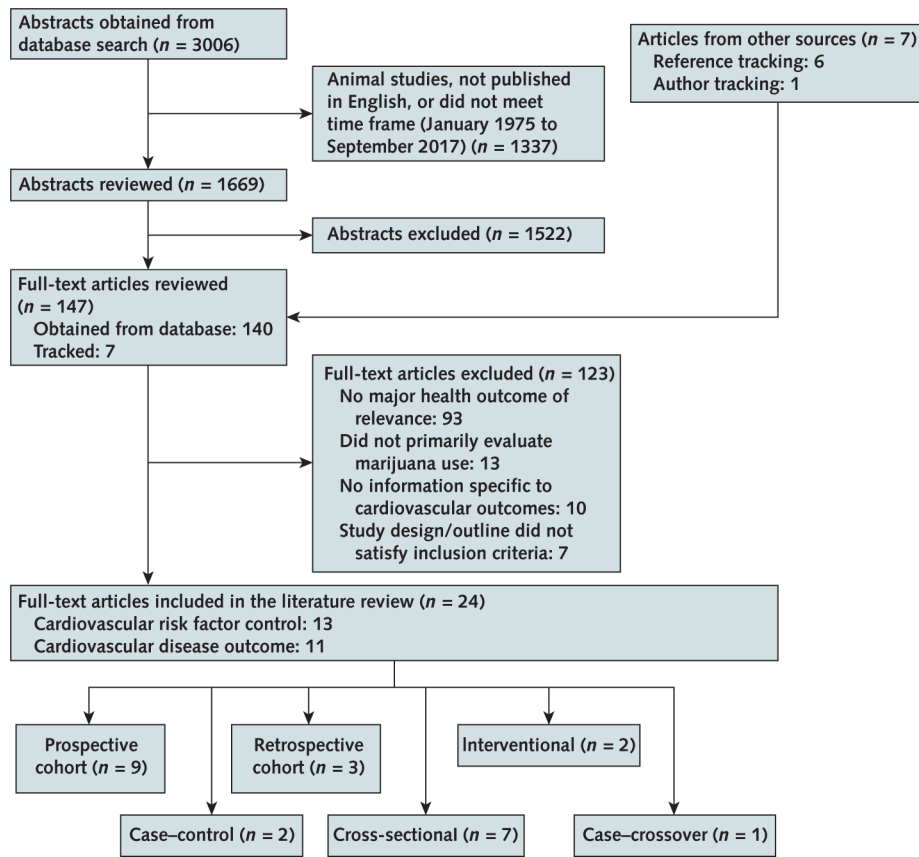 Abstracts obtained from
database search (n = 3006)
Articles from other sources (n = 7)
Reference tracking: 6
Author tracking: 1
Animal studies, not published
in English, or did not meet
time frame (January 1975 to
September 2017) (n = 1337)
Abstracts reviewed (n = 1669)
Abstracts excluded (n = 1522)
Full-text articles reviewed
(n = 147)
Obtained from database: 140
Tracked: 7
Full-text articles excluded (n = 123)
No major health outcome of
relevance: 93
Did not primarily evaluate
marijuana use: 13
No information specific to
cardiovascular outcomes: 10
Study design/outline did not
satisfy inclusion criteria: 7
Full-text articles included in the literature review (n = 24)
Cardiovascular risk factor control: 13
Cardiovascular disease outcome: 11
Prospective
cohort (n = 9)
Retrospective
cohort (n = 3)
Interventional (n = 2)
Case–control (n = 2)
Cross-sectional (n = 7)
Case–crossover (n = 1)